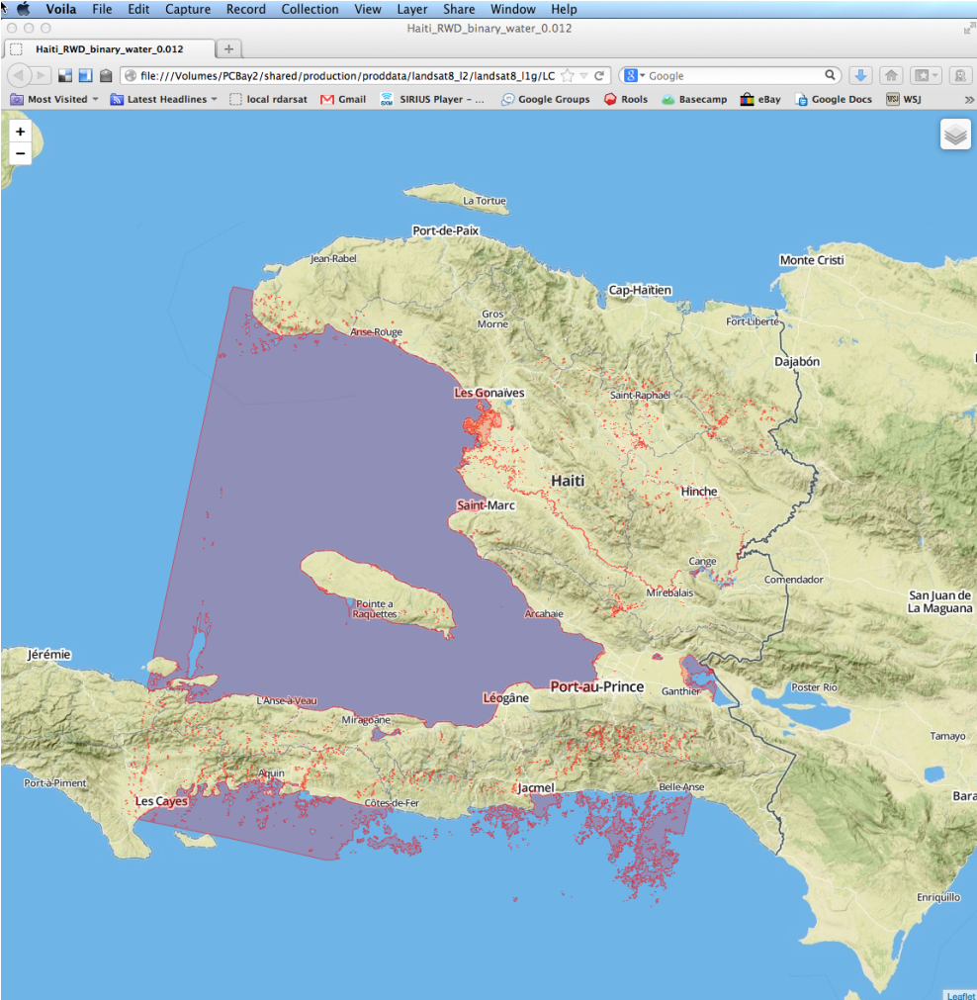 Voila File Edit Capture Record Collection View Layer Share Window Help
Haiti_RWD_binary_water_0.012
Haiti_RWD_binary_water_0.012
file:///Volumes/PCBay2/shared/production/proddata/landsat8_l2/landsat8_l1g/LC Google
Most Visited Latest Headlines local rdarsat Gmail SIRIUS Player - ... Google Groups Rools Basecamp eBay Google Docs WSJ WSJ »
+
−
La Tortue
Port-de-Paix
Jean-Rabel
Monte Cristi
Cap-Haïtien
Gros
Morne
Fort-Liberté
Anse-Rouge
Dajabón
Les Gonaïves
Saint-Raphaël
Haiti
Hinche
Saint-Marc
Cange
Comendador
Mirebalais
San Juan de
La Maguana
Pointe a
Raquettes
Arcahaie
Jérémie
Port-au-Prince
Ganthier
Poster Río
Léogâne
L'Anse-à-Veau
Miragoâne
Tamayo
Aquin
Port-à-Piment
Jacmel
Belle-Anse
Bara
Les Cayes
Côtes-de-Fer
Enriquillo
Leaflet